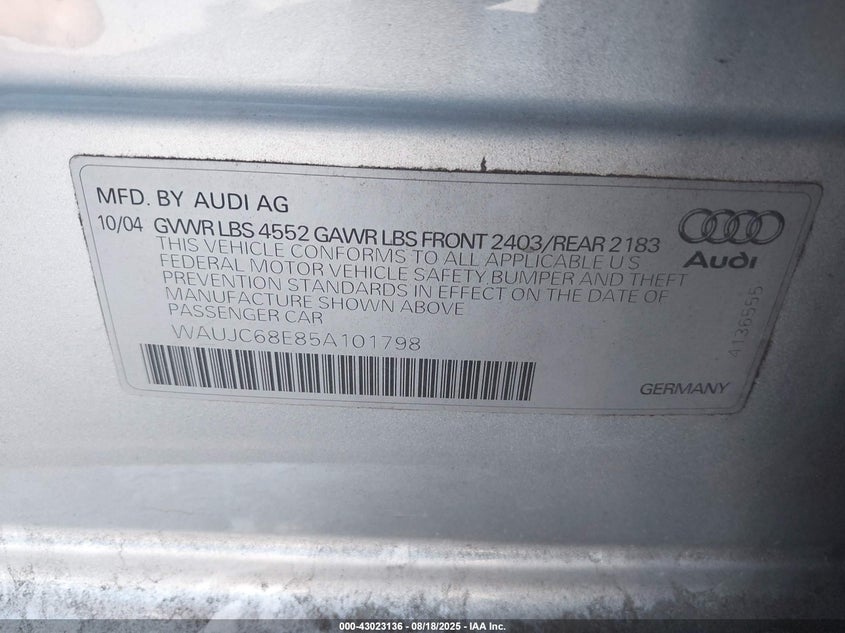 MFD. BY AUDI AG
10/04 GVWR LBS 4552 GAWR LBS FRONT 2403/REAR 2183
THIS VEHICLE CONFORMS TO ALL APPLICABLE U S
FEDERAL MOTOR VEHICLE SAFETY, BUMPER AND THEFT
PREVENTION STANDARDS IN EFFECT ON THE DATE OF
MANUFACTURE SHOWN ABOVE
PASSENGER CAR
WAUJC68E85A101798
Audi
4136555
GERMANY
000-43023136 - 08/18/2025 - IAA Inc.